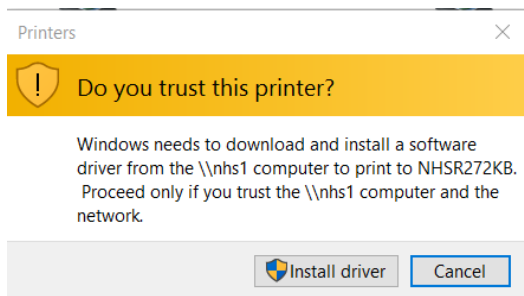 Printers
Do you trust this printer?
Windows needs to download and install a software
driver from the \\nhs1 computer to print to NHSR272KB.
Proceed only if you trust the \\nhs1 computer and the
network.
Install driver
Cancel